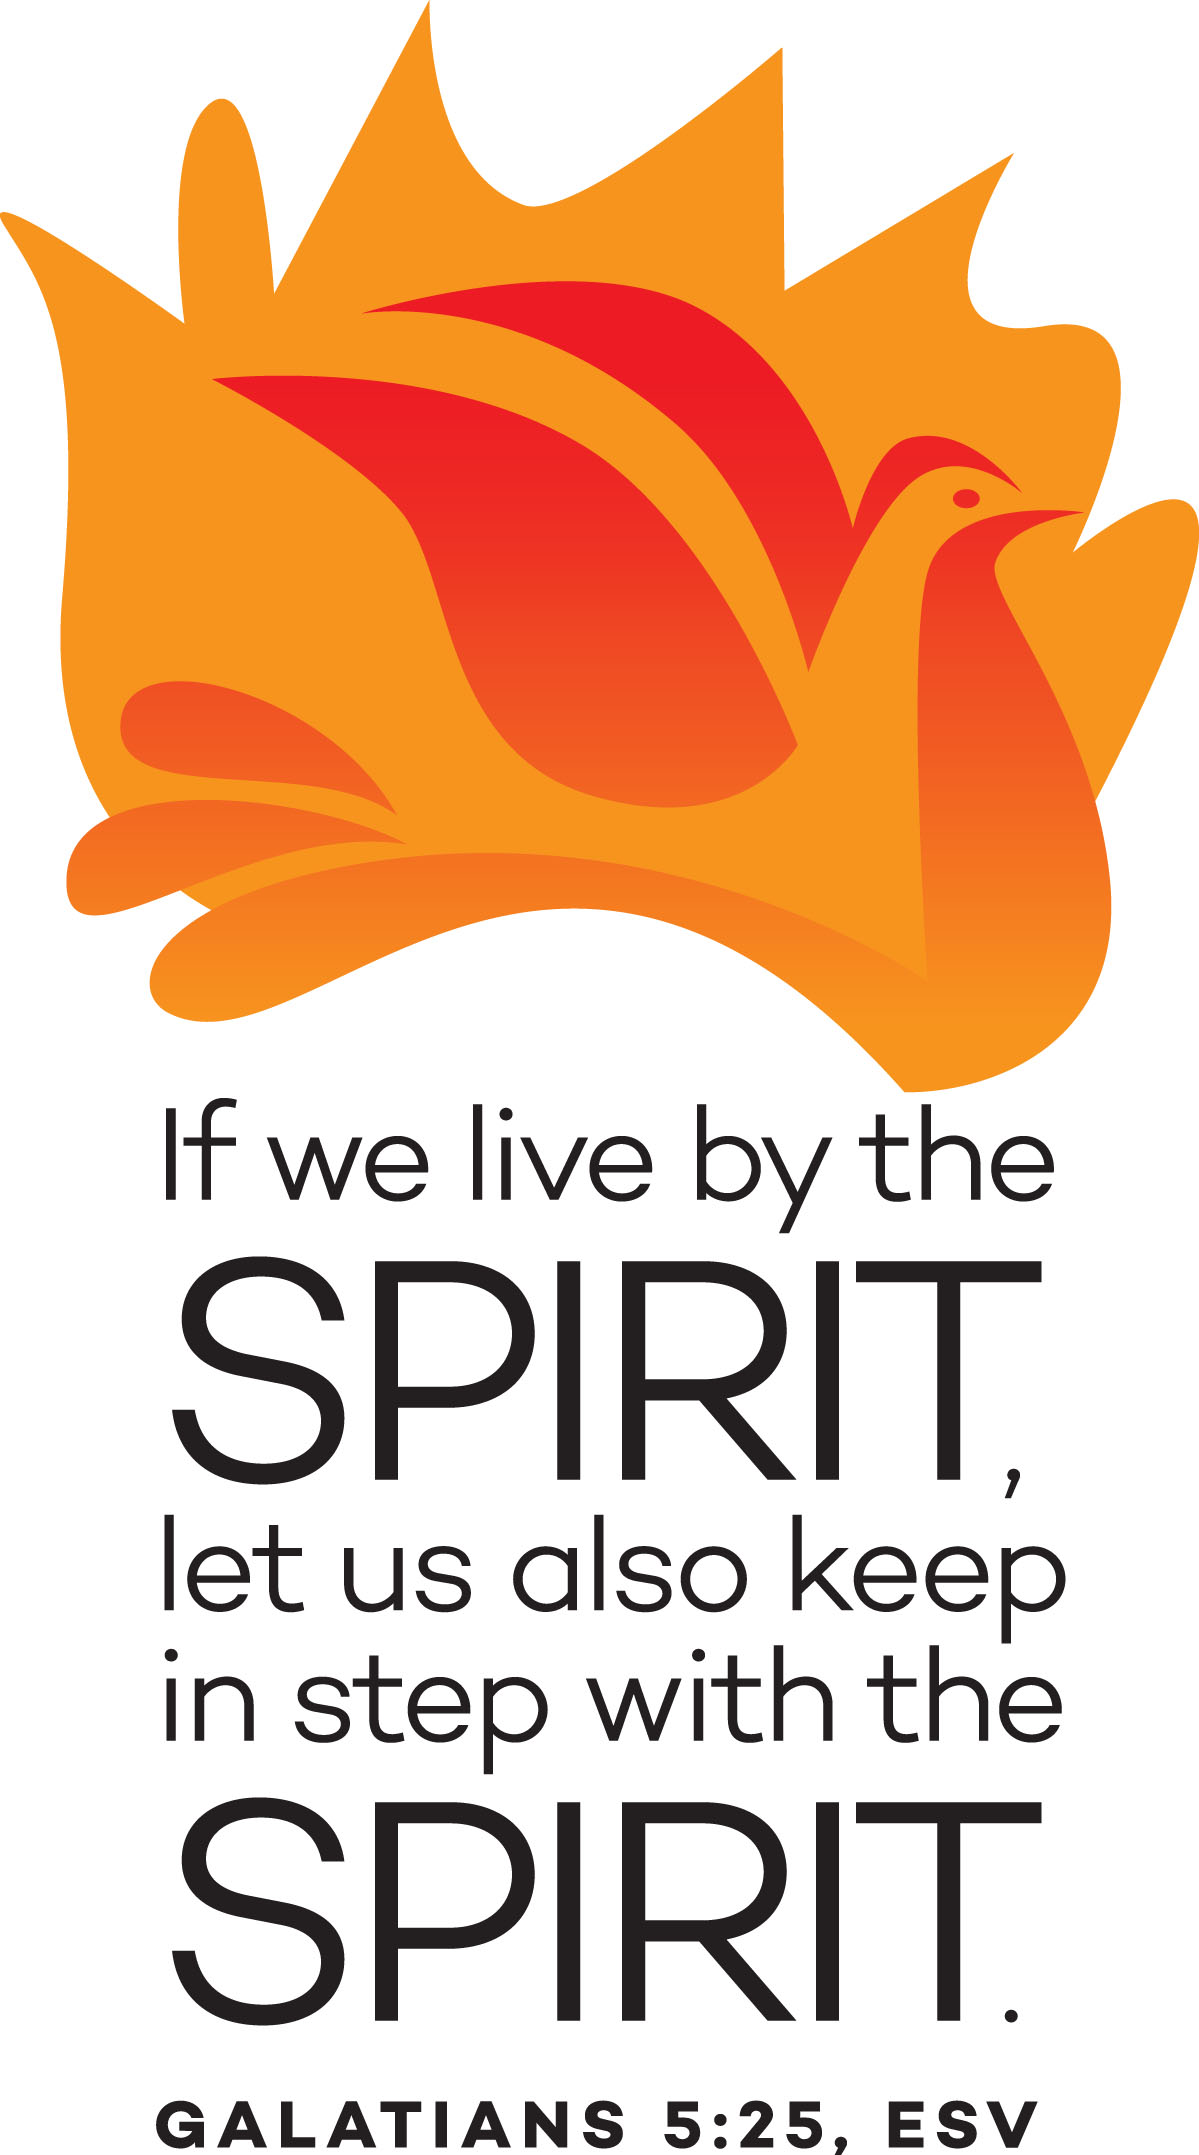 If we live by the
SPIRIT,
let us also keep
in step with the
SPIRIT.
GALATIANS 5:25, ESV